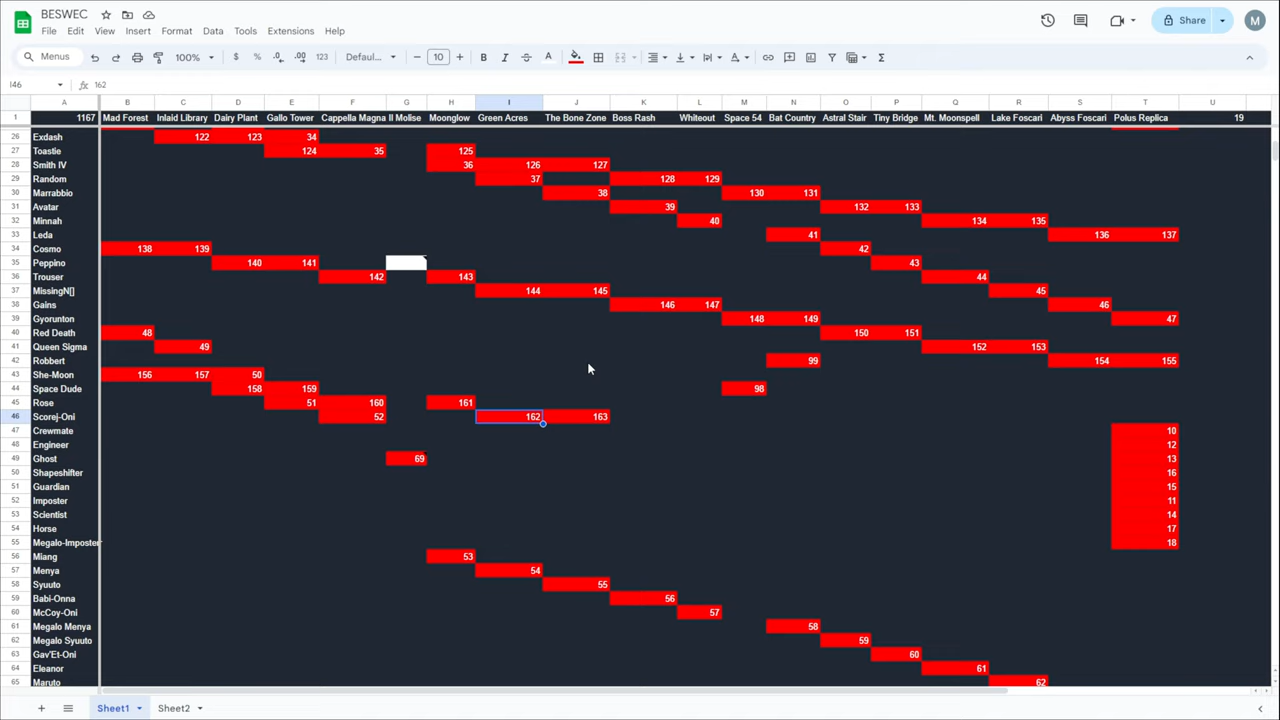 BESWEC
File Edit View Insert Format Data Tools Extensions Help
Share M
Menus 100% $ % .0 .00 123 Defaul... 10 B I A
I46 162
A B C D E F G H I J K L M N O P Q R S T U
1 1167 Mad Forest Inlaid Library Dairy Plant Gallo Tower Cappella Magna Il Molise Moonglow Green Acres The Bone Zone Boss Rash Whiteout Space 54 Bat Country Astral Stair Tiny Bridge Mt. Moonspell Lake Foscari Abyss Foscari Polus Replica 19
26 Exdash 122 123 34
27 Toastie 124 35 125
28 Smith IV 36 126 127
29 Random 37 128 129
30 Marrabbio 38 130 131
31 Avatar 39 132 133
32 Minnah 40 134 135
33 Leda 41 136 137
34 Cosmo 138 139 42
35 Peppino 140 141 43
36 Trouser 142 143 44
37 MissingN[] 144 145 45
38 Gains 146 147 46
39 Gyorunton 148 149 47
40 Red Death 48 150 151
41 Queen Sigma 49 152 153
42 Robbert 99 154 155
43 She-Moon 156 157 50
44 Space Dude 158 159 98
45 Rose 51 160 161
46 Scorej-Oni 52 162 163
47 Crewmate 10
48 Engineer 12
49 Ghost 69 13
50 Shapeshifter 16
51 Guardian 15
52 Imposter 11
53 Scientist 14
54 Horse 17
55 Megalo-Imposter 18
56 Miang 53
57 Menya 54
58 Syuuto 55
59 Babi-Onna 56
60 McCoy-Oni 57
61 Megalo Menya 58
62 Megalo Syuuto 59
63 Gav'Et-Oni 60
64 Eleanor 61
65 Maruto 62
Sheet1 Sheet2